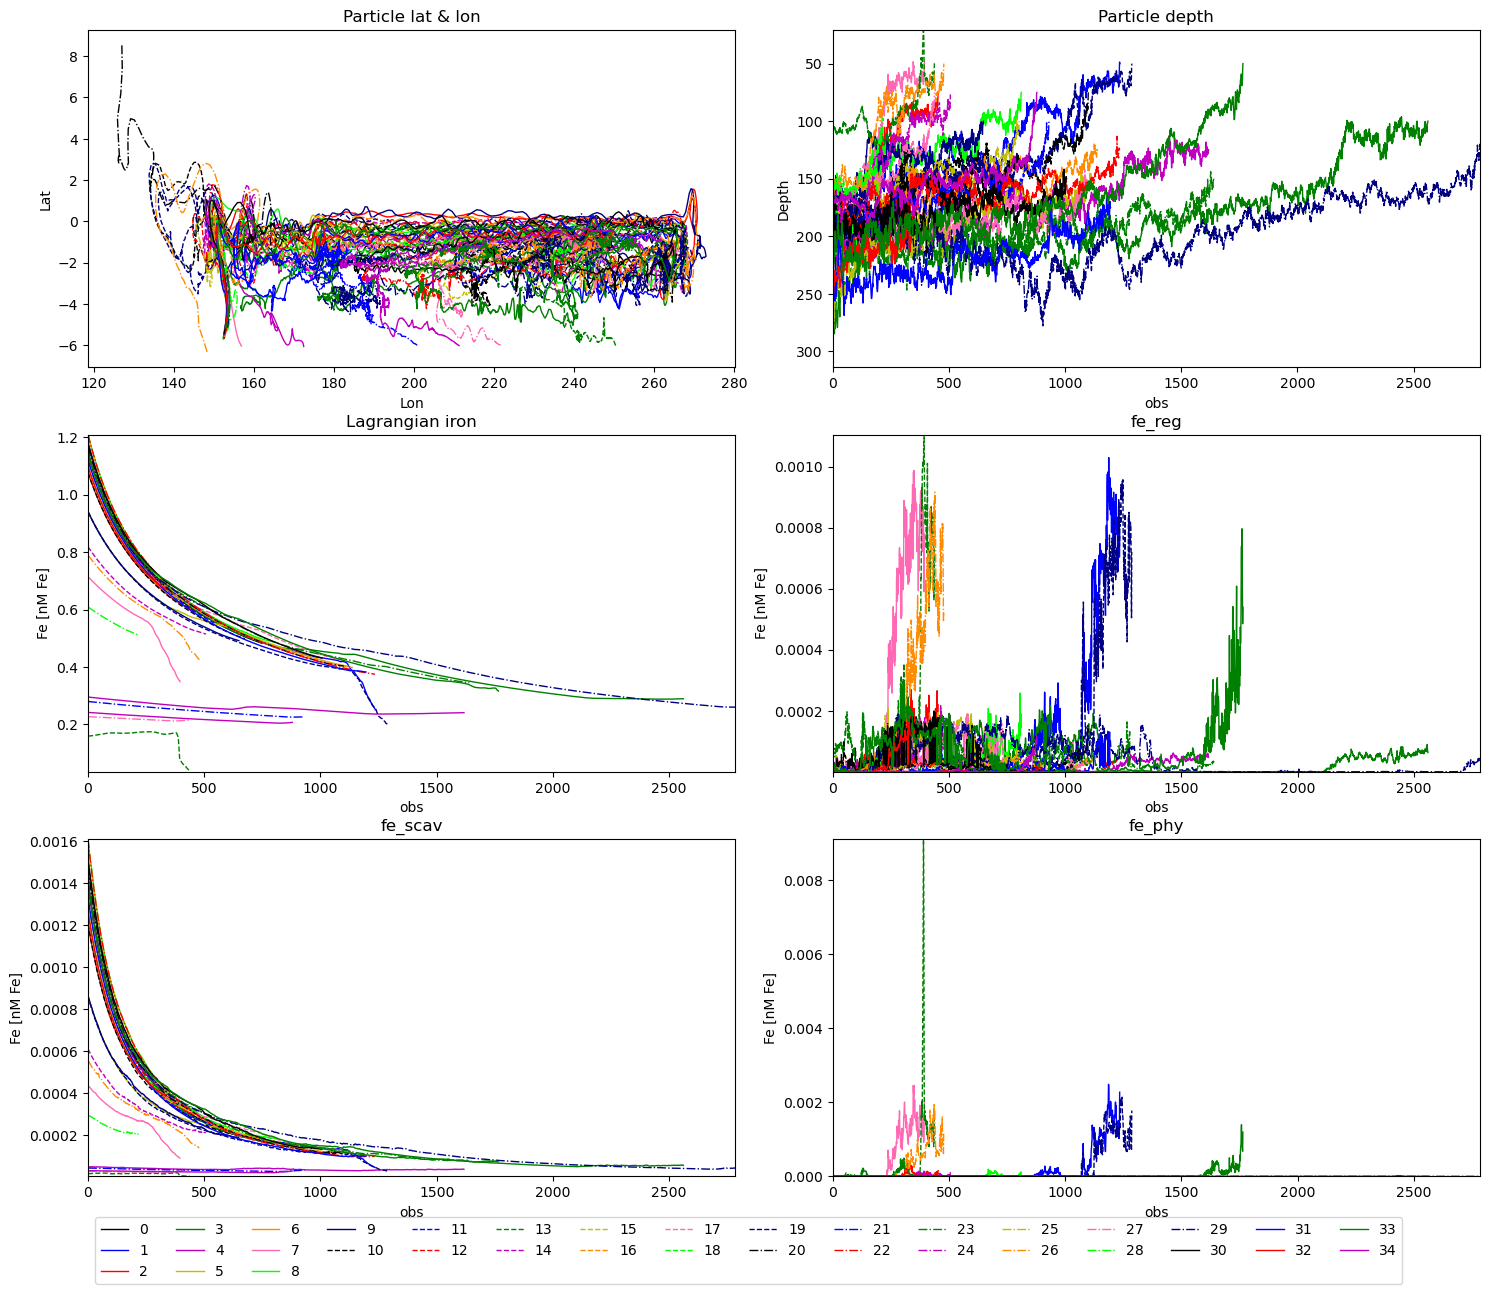 Particle lat & lon
8
6
4
2
0
−2
−4
−6
Lat
120 140 160 180 200 220 240 260 280
Lon
Particle depth
50
100
150
200
250
300
Depth
0 500 1000 1500 2000 2500
obs
Lagrangian iron
1.2
1.0
0.8
0.6
0.4
0.2
Fe [nM Fe]
0 500 1000 1500 2000 2500
obs
fe_reg
0.0010
0.0008
0.0006
0.0004
0.0002
Fe [nM Fe]
0 500 1000 1500 2000 2500
obs
fe_scav
0.0016
0.0014
0.0012
0.0010
0.0008
0.0006
0.0004
0.0002
Fe [nM Fe]
0 500 1000 1500 2000 2500
obs
fe_phy
0.008
0.006
0.004
0.002
0.000
Fe [nM Fe]
0 500 1000 1500 2000 2500
obs
0 3 6 9 11 13 15 17 19 21 23 25 27 29 31 33
1 4 7 10 12 14 16 18 20 22 24 26 28 30 32 34
2 5 8